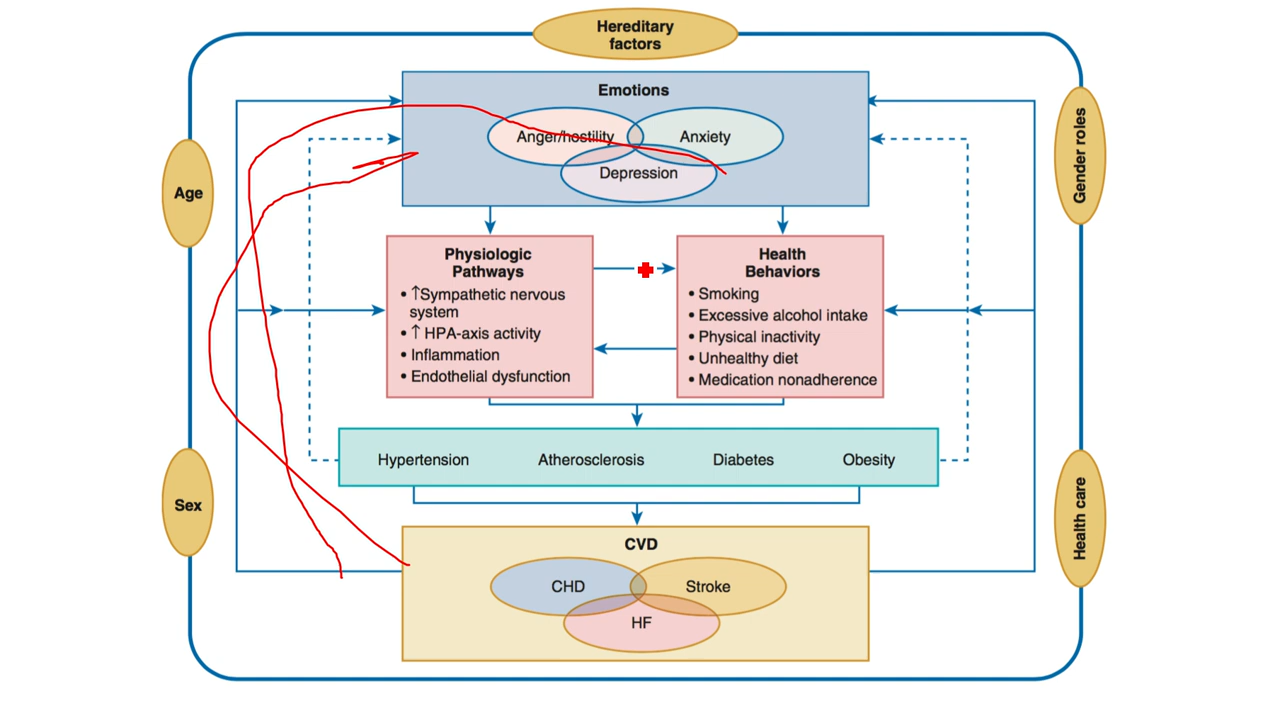 Hereditary
factors
Emotions
Anger/hostility
Anxiety
Depression
Age
Gender roles
Physiologic
Pathways
• ↑Sympathetic nervous
system
• ↑ HPA-axis activity
• Inflammation
• Endothelial dysfunction
Health
Behaviors
• Smoking
• Excessive alcohol intake
• Physical inactivity
• Unhealthy diet
• Medication nonadherence
Hypertension
Atherosclerosis
Diabetes
Obesity
Sex
Health care
CVD
CHD
Stroke
HF